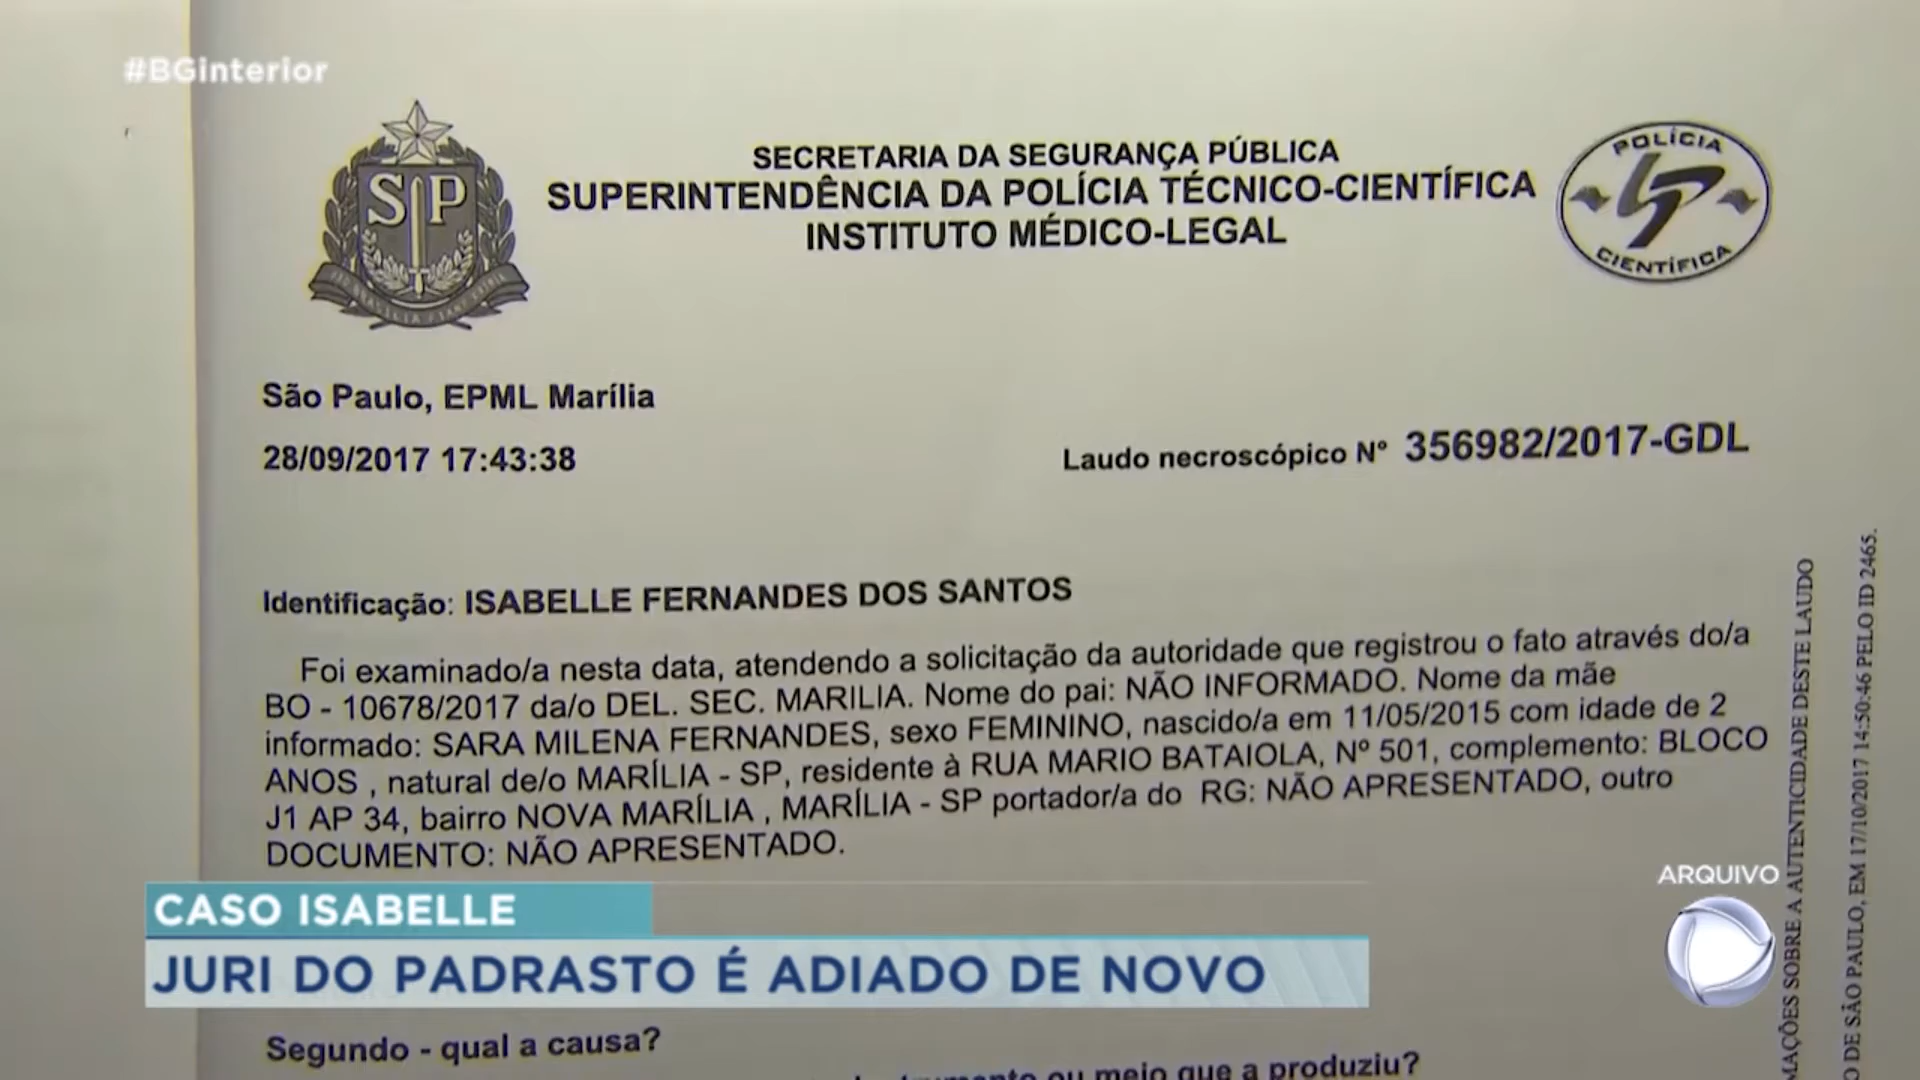 #BGinterior
SP
SECRETARIA DA SEGURANÇA PÚBLICA
SUPERINTENDÊNCIA DA POLÍCIA TÉCNICO-CIENTÍFICA
INSTITUTO MÉDICO-LEGAL
POLÍCIA
CIENTÍFICA
São Paulo, EPML Marília
28/09/2017 17:43:38
Laudo necroscópico Nº 356982/2017-GDL
Identificação: ISABELLE FERNANDES DOS SANTOS
Foi examinado/a nesta data, atendendo a solicitação da autoridade que registrou o fato através do/a
BO - 10678/2017 da/o DEL. SEC. MARILIA. Nome do pai: NÃO INFORMADO. Nome da mãe
informado: SARA MILENA FERNANDES, sexo FEMININO, nascido/a em 11/05/2015 com idade de 2
ANOS , natural de/o MARÍLIA - SP, residente à RUA MARIO BATAIOLA, Nº 501, complemento: BLOCO
J1 AP 34, bairro NOVA MARÍLIA , MARÍLIA - SP portador/a do RG: NÃO APRESENTADO, outro
DOCUMENTO: NÃO APRESENTADO.
CASO ISABELLE
JURI DO PADRASTO É ADIADO DE NOVO
ARQUIVO
Segundo - qual a causa?
ou meio que a produziu?
MAÇÕES SOBRE A AUTENTICIDADE DESTE LAUDO
O DE SÃO PAULO, EM 17/10/2017 14:50:46 PELO ID 2465.